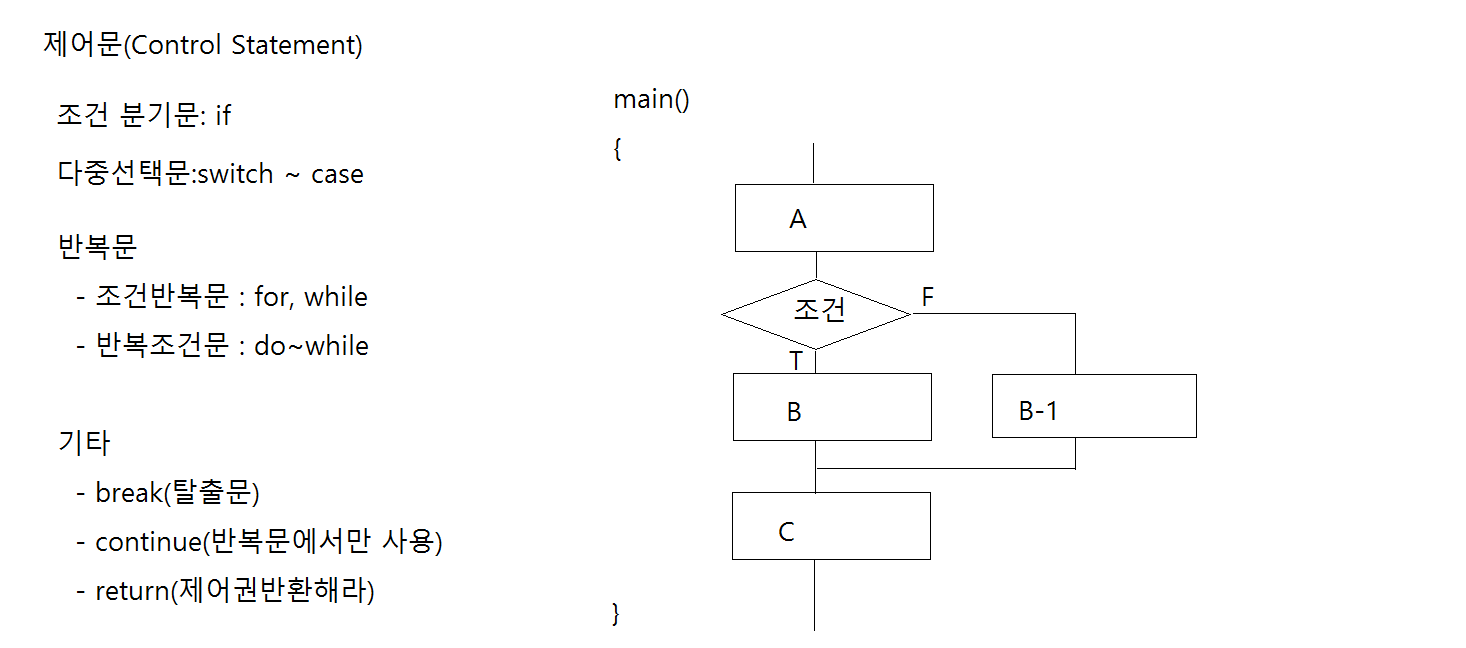 제어문(Control Statement)
조건 분기문: if
다중선택문:switch ~ case
반복문
- 조건반복문 : for, while
- 반복조건문 : do~while
기타
- break(탈출문)
- continue(반복문에서만 사용)
- return(제어권반환해라)
main()
{
A
조건
F
T
B
B-1
C
}